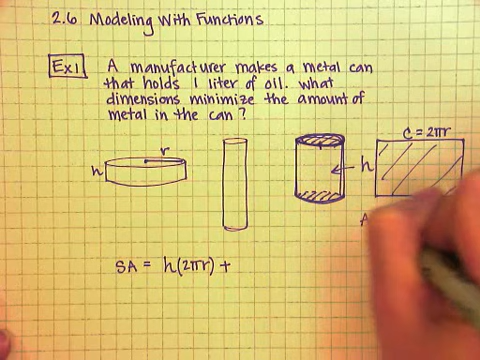 2.6 Modeling With Functions
Ex1 A manufacturer makes a metal can
that holds 1 liter of oil. What
dimensions minimize the amount of
metal in the can?
r
h
h
C = 2πr
A
SA = h(2πr) +